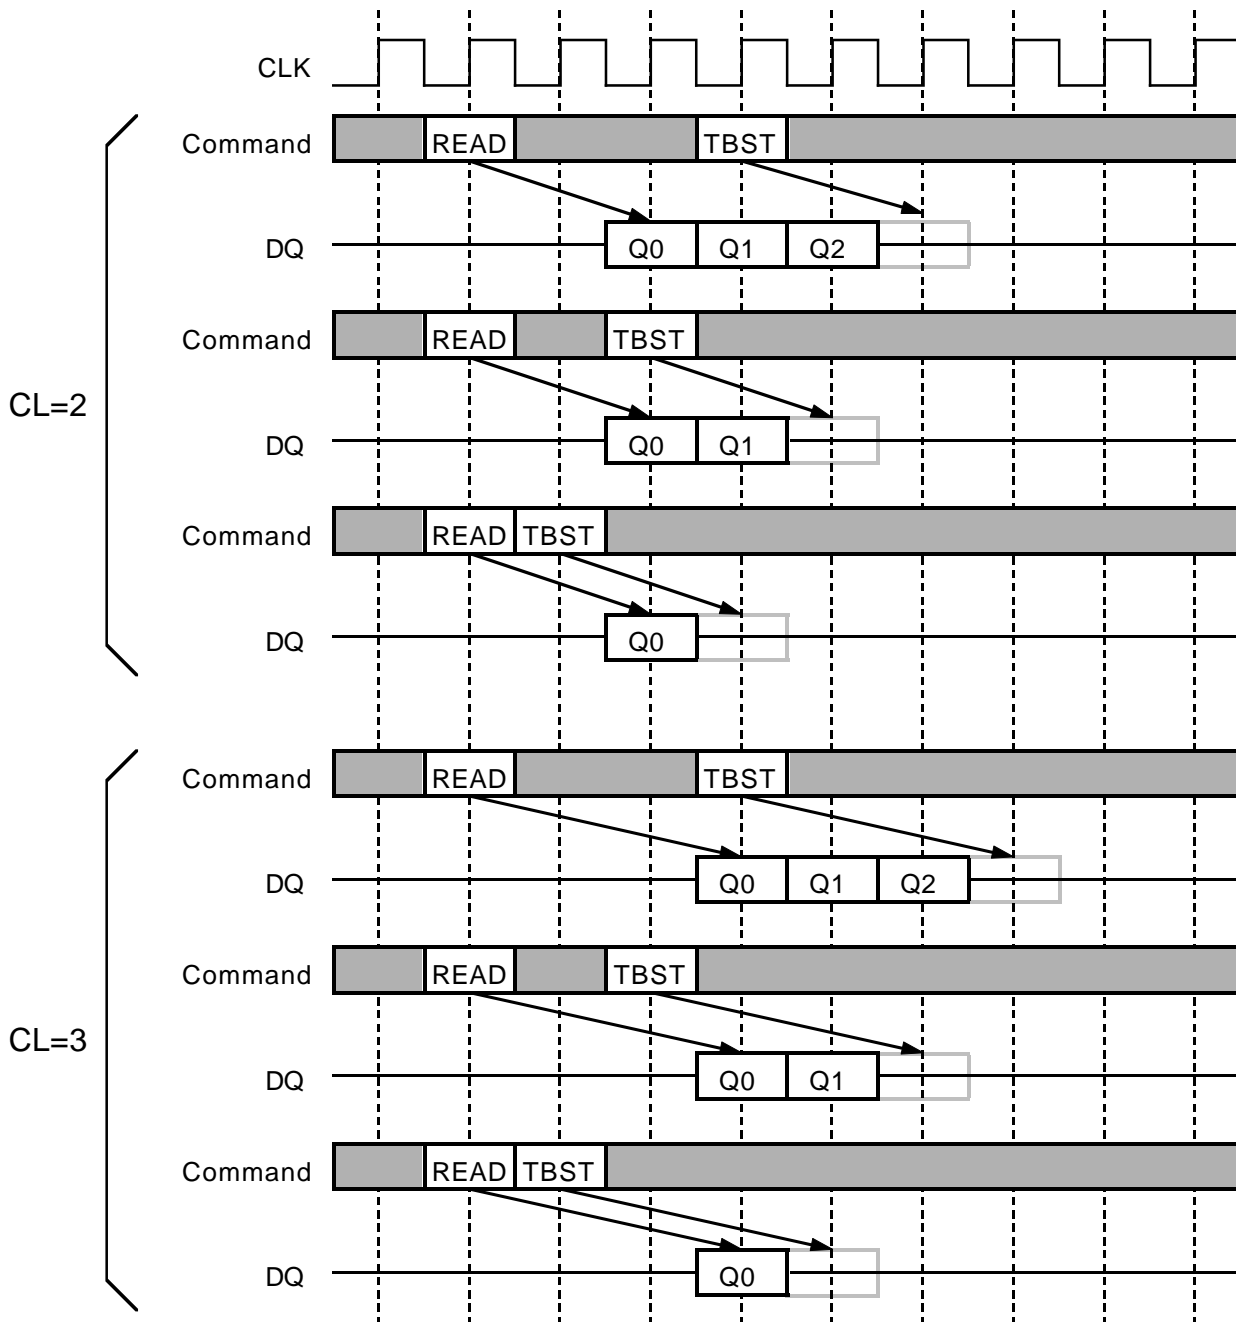 CLK
Command READ TBST
DQ Q0 Q1 Q2
Command READ TBST
CL=2
DQ Q0 Q1
Command READ TBST
DQ Q0
Command READ TBST
DQ Q0 Q1 Q2
Command READ TBST
CL=3
DQ Q0 Q1
Command READ TBST
DQ Q0